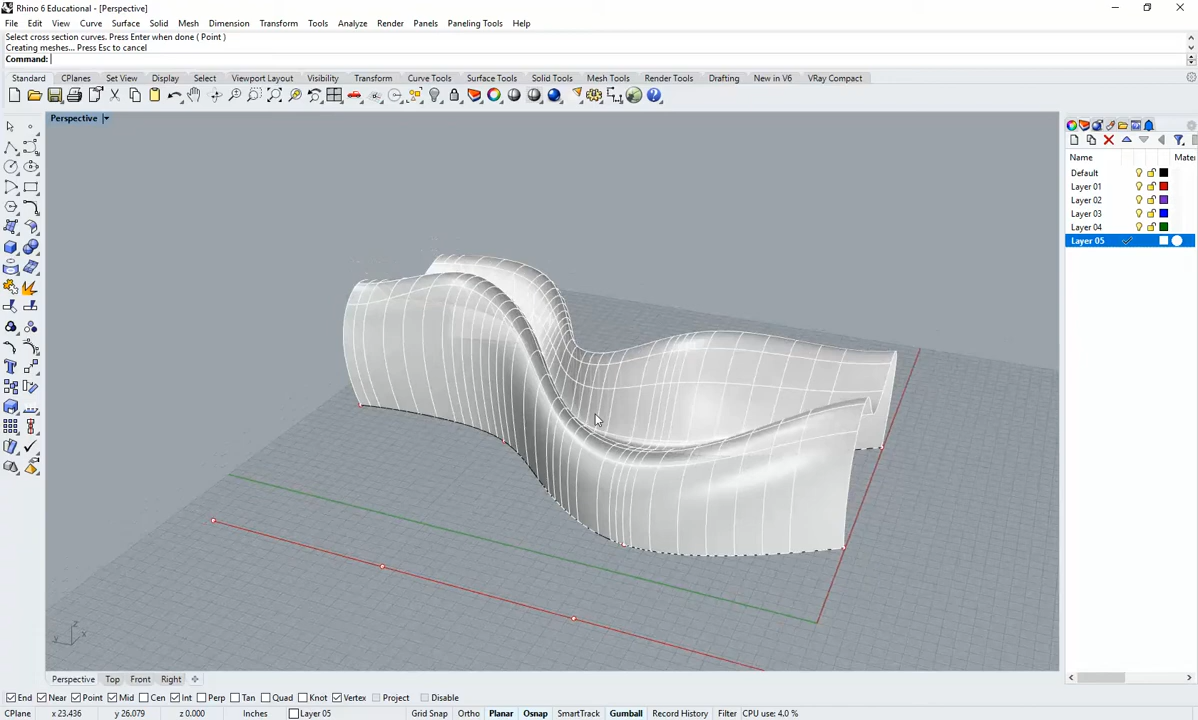 Rhino 6 Educational - [Perspective]
File Edit View Curve Surface Solid Mesh Dimension Transform Tools Analyze Render Panels Paneling Tools Help
Select cross section curves. Press Enter when done ( Point )
Creating meshes... Press Esc to cancel
Command:
Standard CPlanes Set View Display Select Viewport Layout Visibility Transform Curve Tools Surface Tools Solid Tools Mesh Tools Render Tools Drafting New in V6 VRay Compact
Perspective
Name Mate
Default
Layer 01
Layer 02
Layer 03
Layer 04
Layer 05
z
y x
Perspective Top Front Right
End Near Point Mid Cen Int Perp Tan Quad Knot Vertex Project Disable
CPlane x 23.436 y 26.079 z 0.000 Inches Layer 05 Grid Snap Ortho Planar Osnap SmartTrack Gumball Record History Filter CPU use: 4.0 %